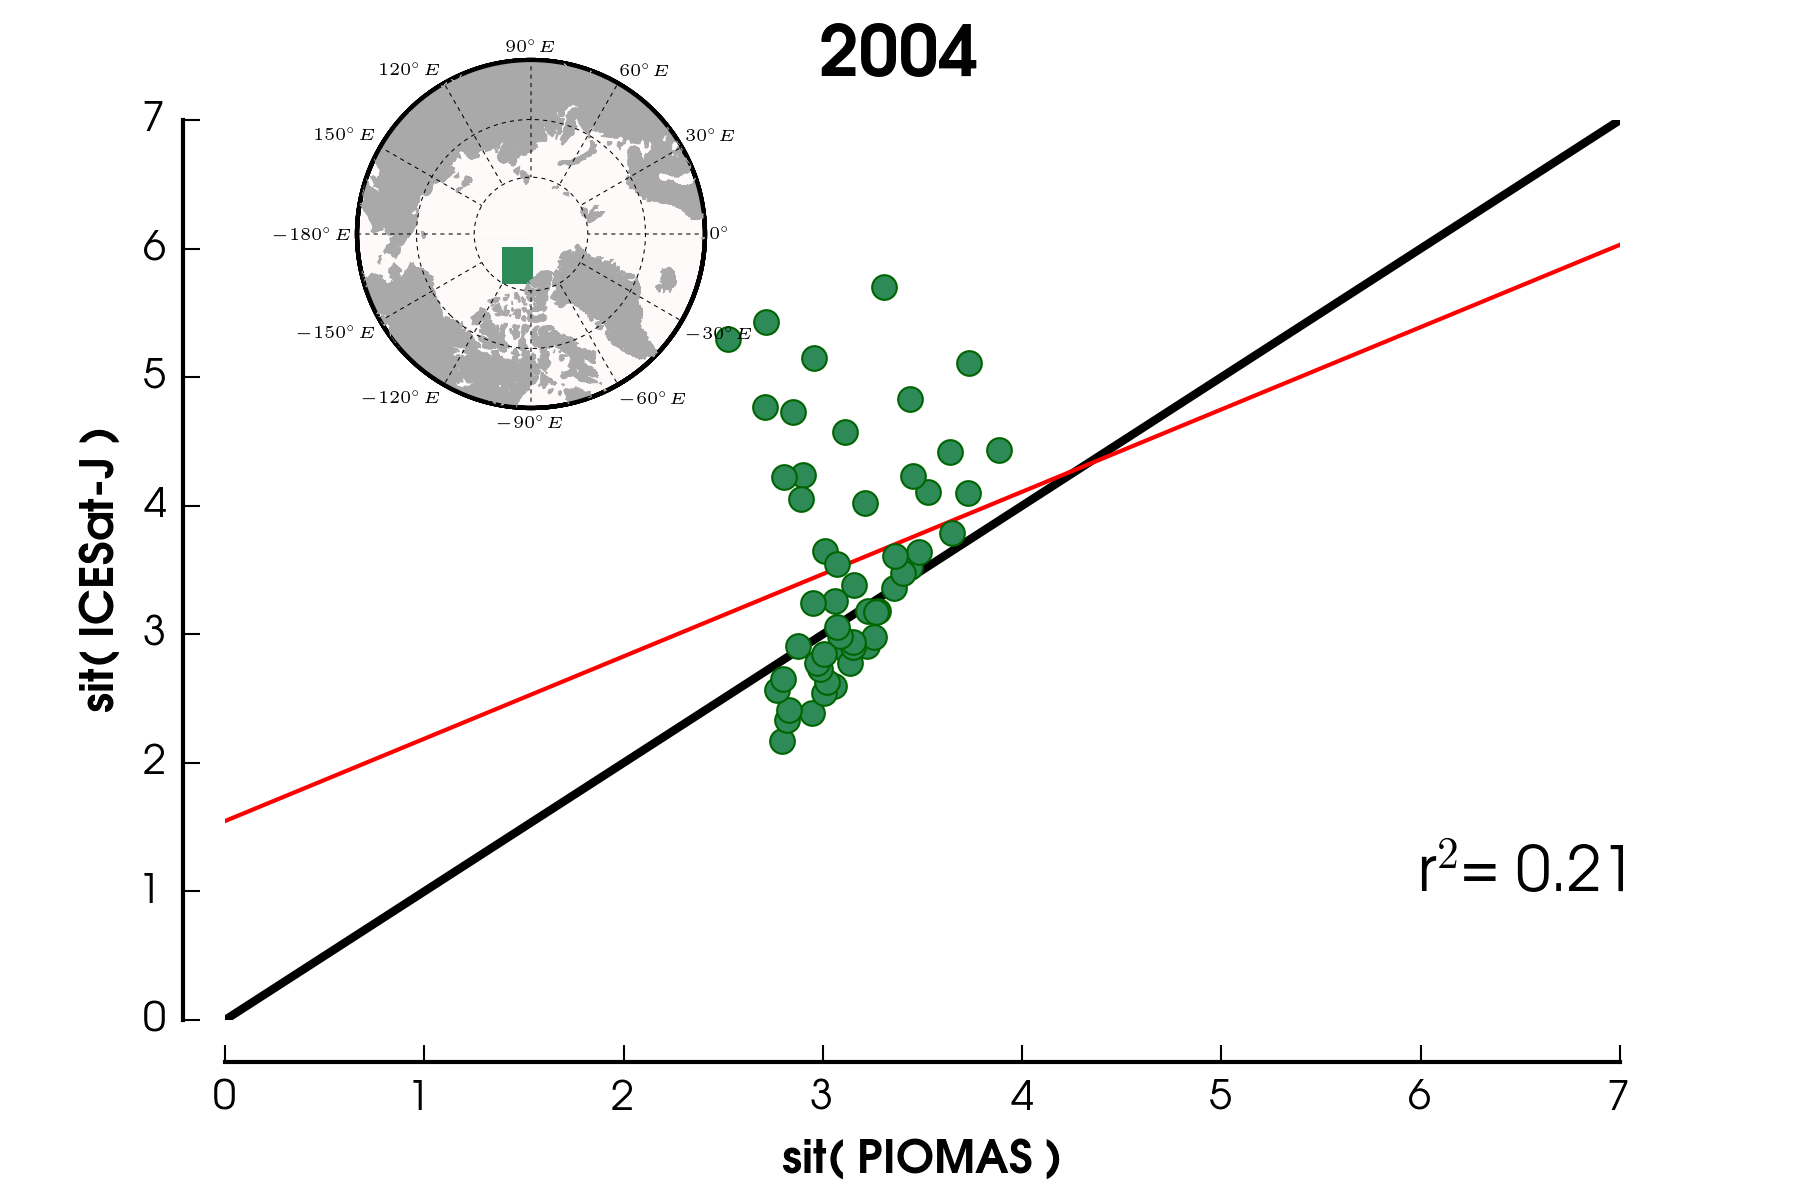 2004
90° E
120° E
60° E
150° E
30° E
−180° E
0°
−150° E
−30° E
−120° E
−60° E
−90° E
7
6
5
4
3
2
1
0
sit( ICESat-J )
r²= 0.21
0 1 2 3 4 5 6 7
sit( PIOMAS )